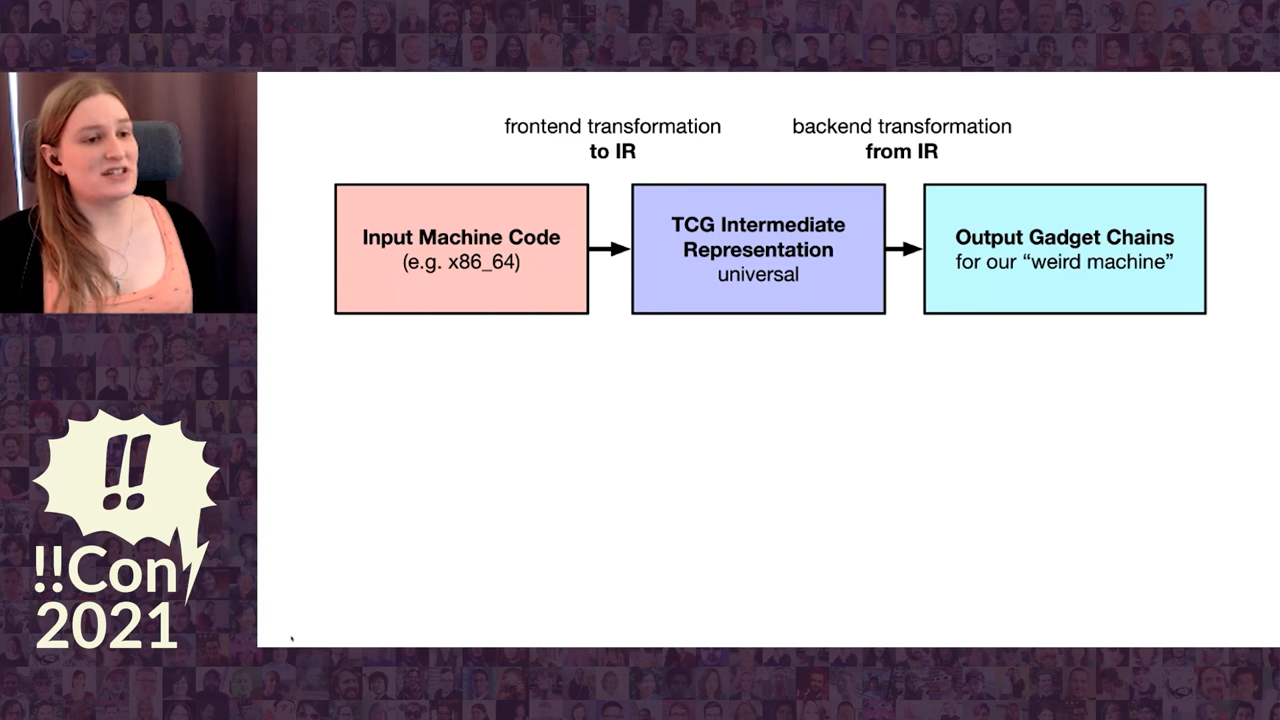 frontend transformation
to IR
backend transformation
from IR
Input Machine Code
(e.g. x86_64)
TCG Intermediate
Representation
universal
Output Gadget Chains
for our “weird machine”
!!
!!Con
2021